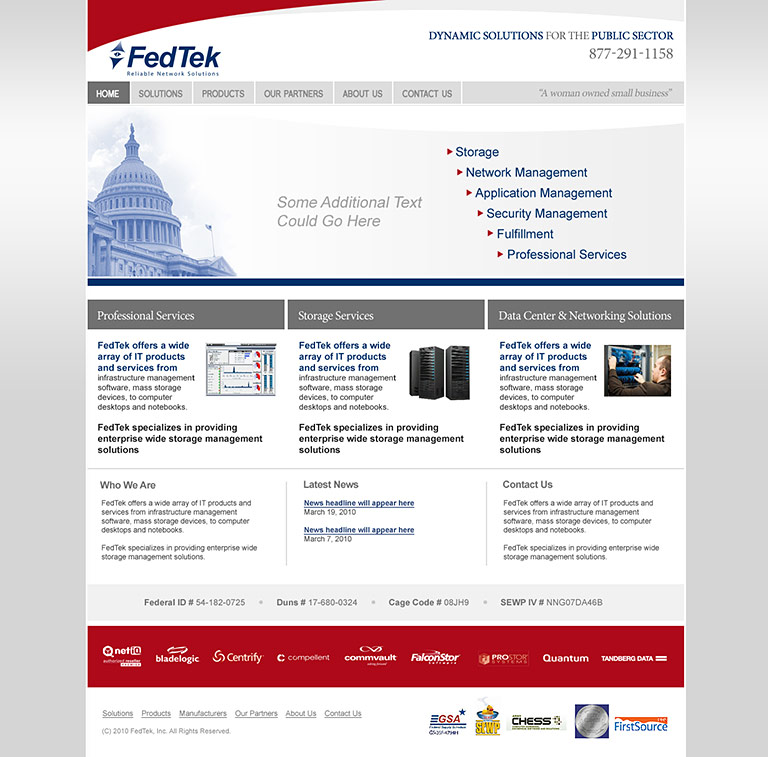 FedTek
Reliable Network Solutions
DYNAMIC SOLUTIONS FOR THE PUBLIC SECTOR
877-291-1158
HOME
SOLUTIONS
PRODUCTS
OUR PARTNERS
ABOUT US
CONTACT US
"A woman owned small business"
Some Additional Text
Could Go Here
Storage
Network Management
Application Management
Security Management
Fulfillment
Professional Services
Professional Services
FedTek offers a wide
array of IT products
and services from
infrastructure management
software, mass storage
devices, to computer
desktops and notebooks.
FedTek specializes in providing
enterprise wide storage management
solutions
Storage Services
FedTek offers a wide
array of IT products
and services from
infrastructure management
software, mass storage
devices, to computer
desktops and notebooks.
FedTek specializes in providing
enterprise wide storage management
solutions
Data Center & Networking Solutions
FedTek offers a wide
array of IT products
and services from
infrastructure management
software, mass storage
devices, to computer
desktops and notebooks.
FedTek specializes in providing
enterprise wide storage management
solutions
Who We Are
FedTek offers a wide array of IT products and
services from infrastructure management
software, mass storage devices, to computer
desktops and notebooks.
FedTek specializes in providing enterprise wide
storage management solutions.
Latest News
News headline will appear here
March 19, 2010
News headline will appear here
March 7, 2010
Contact Us
FedTek offers a wide array of IT products and
services from infrastructure management
software, mass storage devices, to computer
desktops and notebooks.
FedTek specializes in providing enterprise wide
storage management solutions.
Federal ID # 54-182-0725 • Duns # 17-680-0324 • Cage Code # 08JH9 • SEWP IV # NNG07DA46B
netiQ
authorized reseller
bladelogic
Centrify
compellent
commvault
FalconStor
SOFTWARE
PROSTOR
SYSTEMS
Quantum
TANDBERG DATA
Solutions Products Manufacturers Our Partners About Us Contact Us
(C) 2010 FedTek, Inc. All Rights Reserved.
GSA
SEWP
CHESS
FirstSource